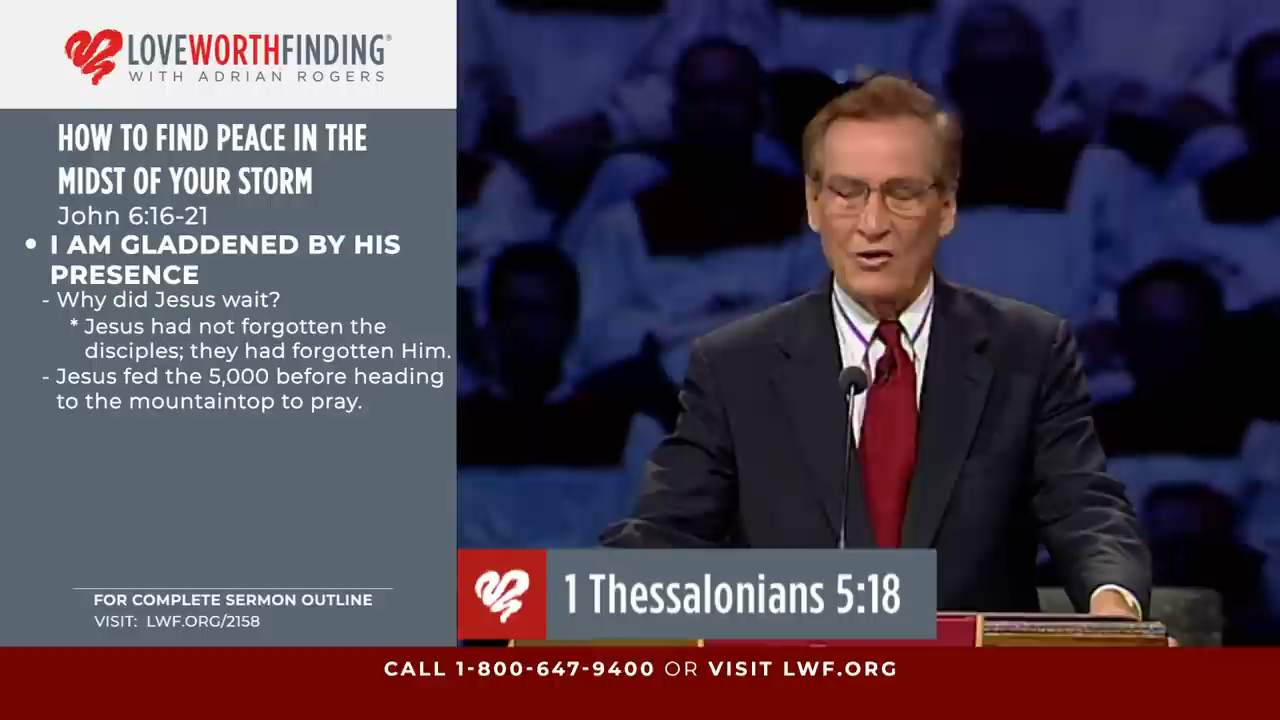 LOVEWORTHFINDING®
WITH ADRIAN ROGERS
HOW TO FIND PEACE IN THE
MIDST OF YOUR STORM
John 6:16-21
• I AM GLADDENED BY HIS
PRESENCE
- Why did Jesus wait?
* Jesus had not forgotten the
disciples; they had forgotten Him.
- Jesus fed the 5,000 before heading
to the mountaintop to pray.
FOR COMPLETE SERMON OUTLINE
VISIT: LWF.ORG/2158
1 Thessalonians 5:18
CALL 1-800-647-9400 OR VISIT LWF.ORG